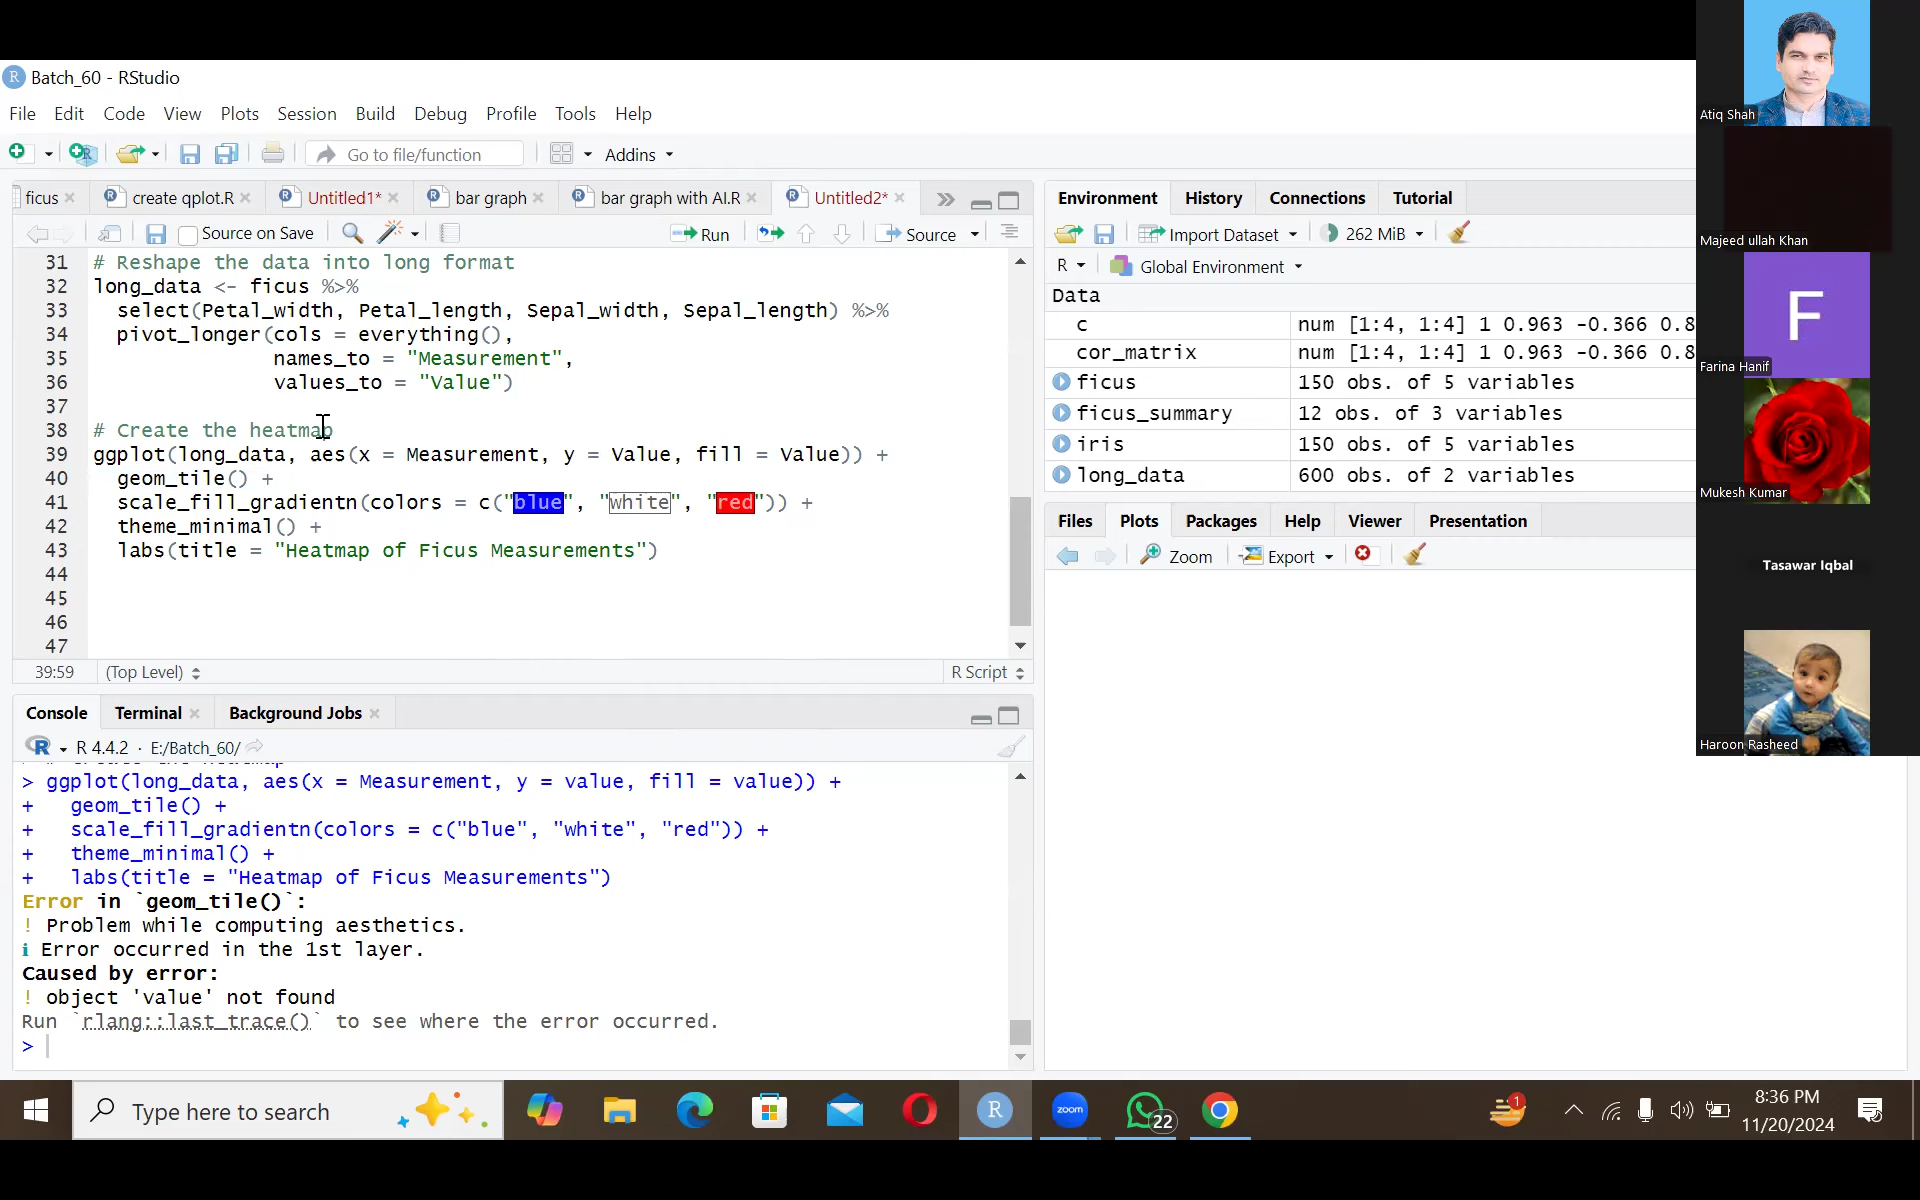 Batch_60 - RStudio
File Edit Code View Plots Session Build Debug Profile Tools Help
Go to file/function Addins
ficus create qplot.R Untitled1* bar graph bar graph with AI.R Untitled2*
Source on Save Run Source
31 # Reshape the data into long format
32 long_data <- ficus %>%
33 select(Petal_width, Petal_length, Sepal_width, Sepal_length) %>%
34 pivot_longer(cols = everything(),
35 names_to = "Measurement",
36 values_to = "Value")
37
38 # Create the heatmap
39 ggplot(long_data, aes(x = Measurement, y = Value, fill = Value)) +
40 geom_tile() +
41 scale_fill_gradientn(colors = c("blue", "white", "red")) +
42 theme_minimal() +
43 labs(title = "Heatmap of Ficus Measurements")
44
45
46
47
39:59 (Top Level) R Script
Console Terminal Background Jobs
R 4.4.2 · E:/Batch_60/
> ggplot(long_data, aes(x = Measurement, y = value, fill = value)) +
+ geom_tile() +
+ scale_fill_gradientn(colors = c("blue", "white", "red")) +
+ theme_minimal() +
+ labs(title = "Heatmap of Ficus Measurements")
Error in `geom_tile()`:
! Problem while computing aesthetics.
ℹ Error occurred in the 1st layer.
Caused by error:
! object 'value' not found
Run `rlang::last_trace()` to see where the error occurred.
>
Environment History Connections Tutorial
Import Dataset 262 MiB
R Global Environment
Data
c num [1:4, 1:4] 1 0.963 -0.366 0.8
cor_matrix num [1:4, 1:4] 1 0.963 -0.366 0.8
ficus 150 obs. of 5 variables
ficus_summary 12 obs. of 3 variables
iris 150 obs. of 5 variables
long_data 600 obs. of 2 variables
Files Plots Packages Help Viewer Presentation
Zoom Export
Atiq Shah
Majeed ullah Khan
F
Farina Hanif
Mukesh Kumar
Tasawar Iqbal
Haroon Rasheed
Type here to search
zoom
22
1
8:36 PM
11/20/2024